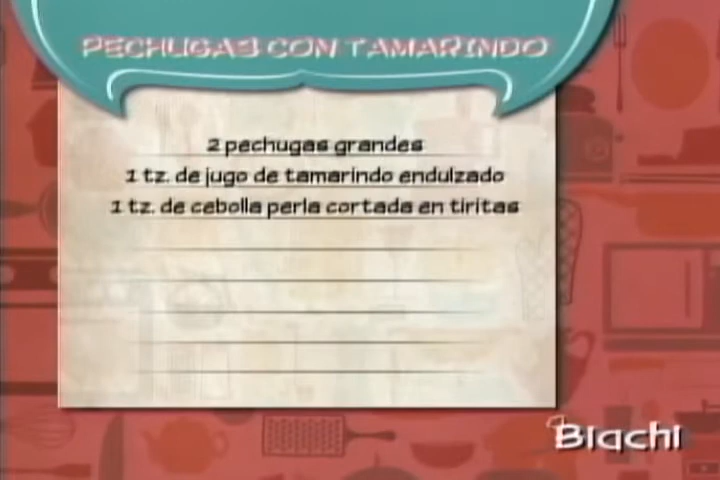 PECHUGAS CON TAMARINDO
2 pechugas grandes
1 tz. de jugo de tamarindo endulzado
1 tz. de cebolla perla cortada en tiritas
Blachi